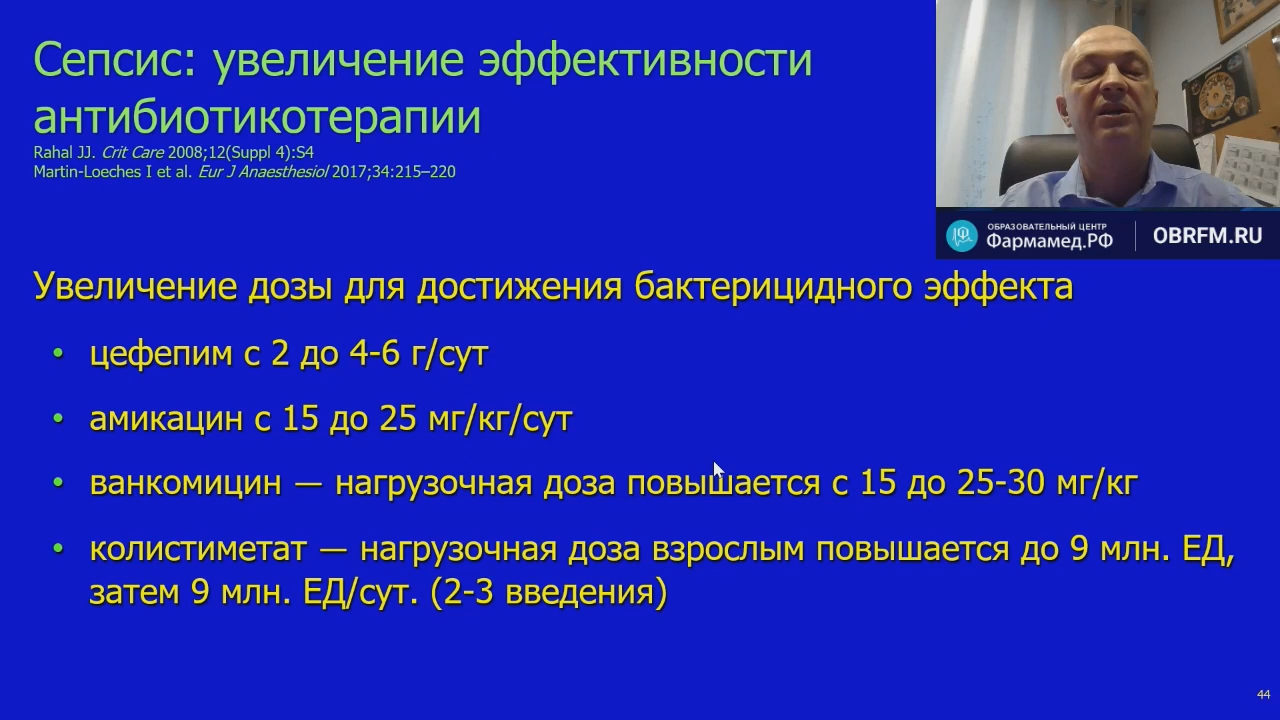 Сепсис: увеличение эффективности
антибиотикотерапии
Rahal JJ. Crit Care 2008;12(Suppl 4):S4
Martin-Loeches I et al. Eur J Anaesthesiol 2017;34:215–220
ОБРАЗОВАТЕЛЬНЫЙ ЦЕНТР
Фармамед.РФ
OBRFM.RU
Увеличение дозы для достижения бактерицидного эффекта
• цефепим с 2 до 4-6 г/сут
• амикацин с 15 до 25 мг/кг/сут
• ванкомицин — нагрузочная доза повышается с 15 до 25-30 мг/кг
• колистиметат — нагрузочная доза взрослым повышается до 9 млн. ЕД,
затем 9 млн. ЕД/сут. (2-3 введения)
44